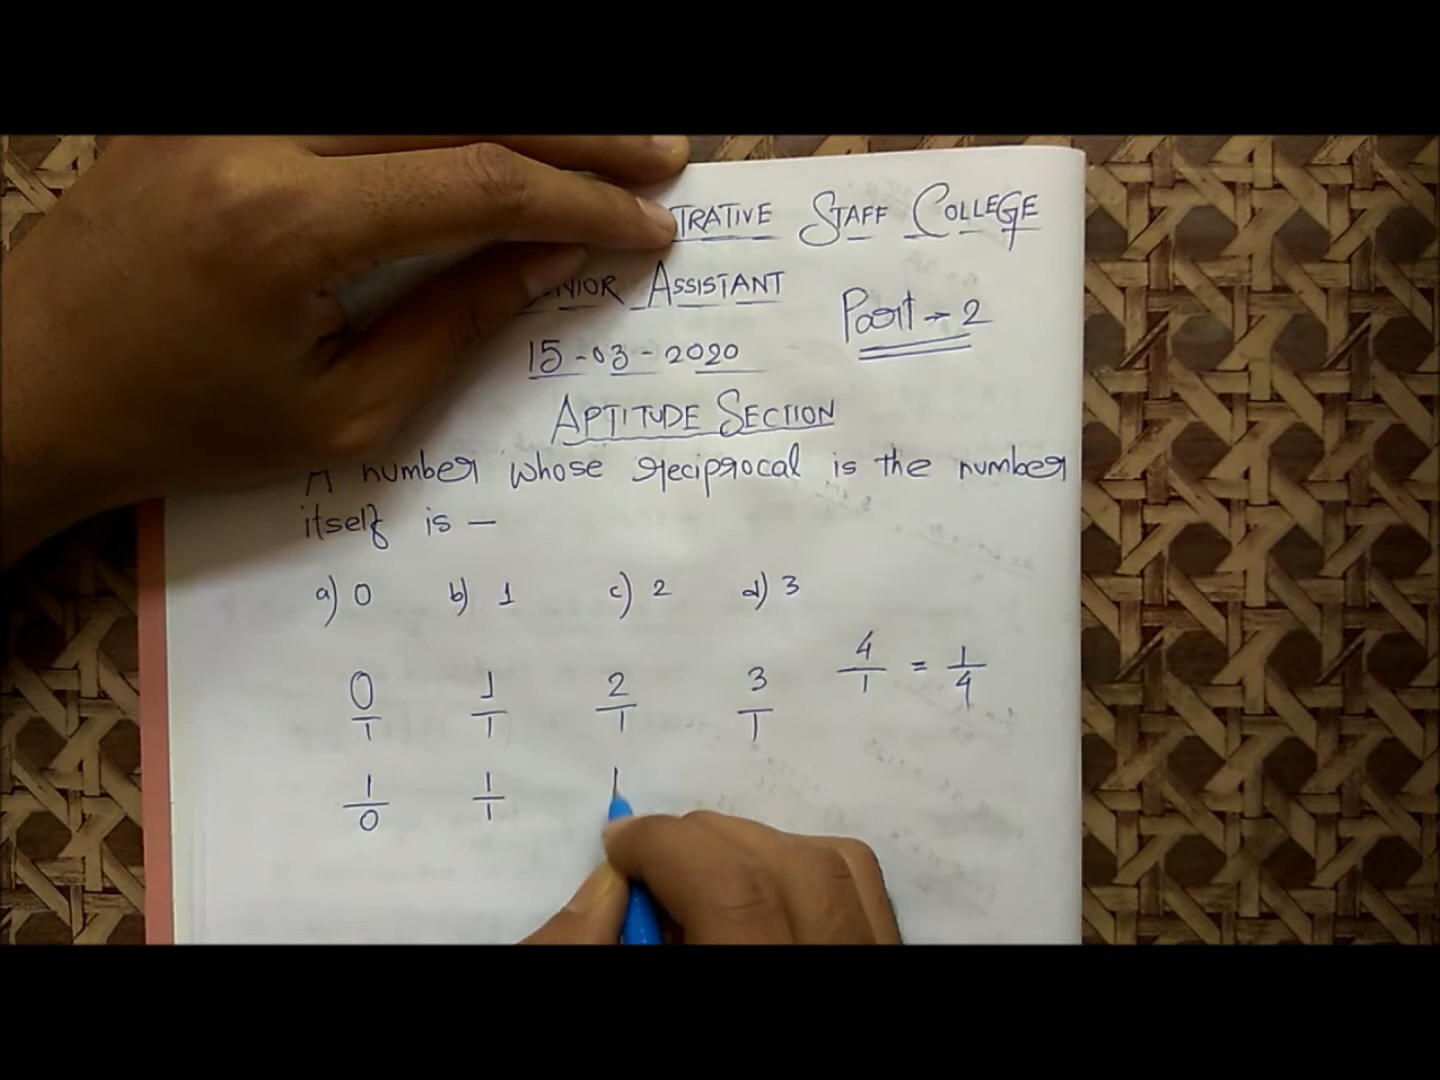 TRATIVE STAFF COLLEGE
ASSISTANT
Part → 2
15-03-2020
APTITUDE SECTION
A number whose reciprocal is the number
itself is —
a) 0 b) 1 c) 2 d) 3
0/1 1/1 2/1 3/1 4/1 = 1/4
1/0 1/1 1